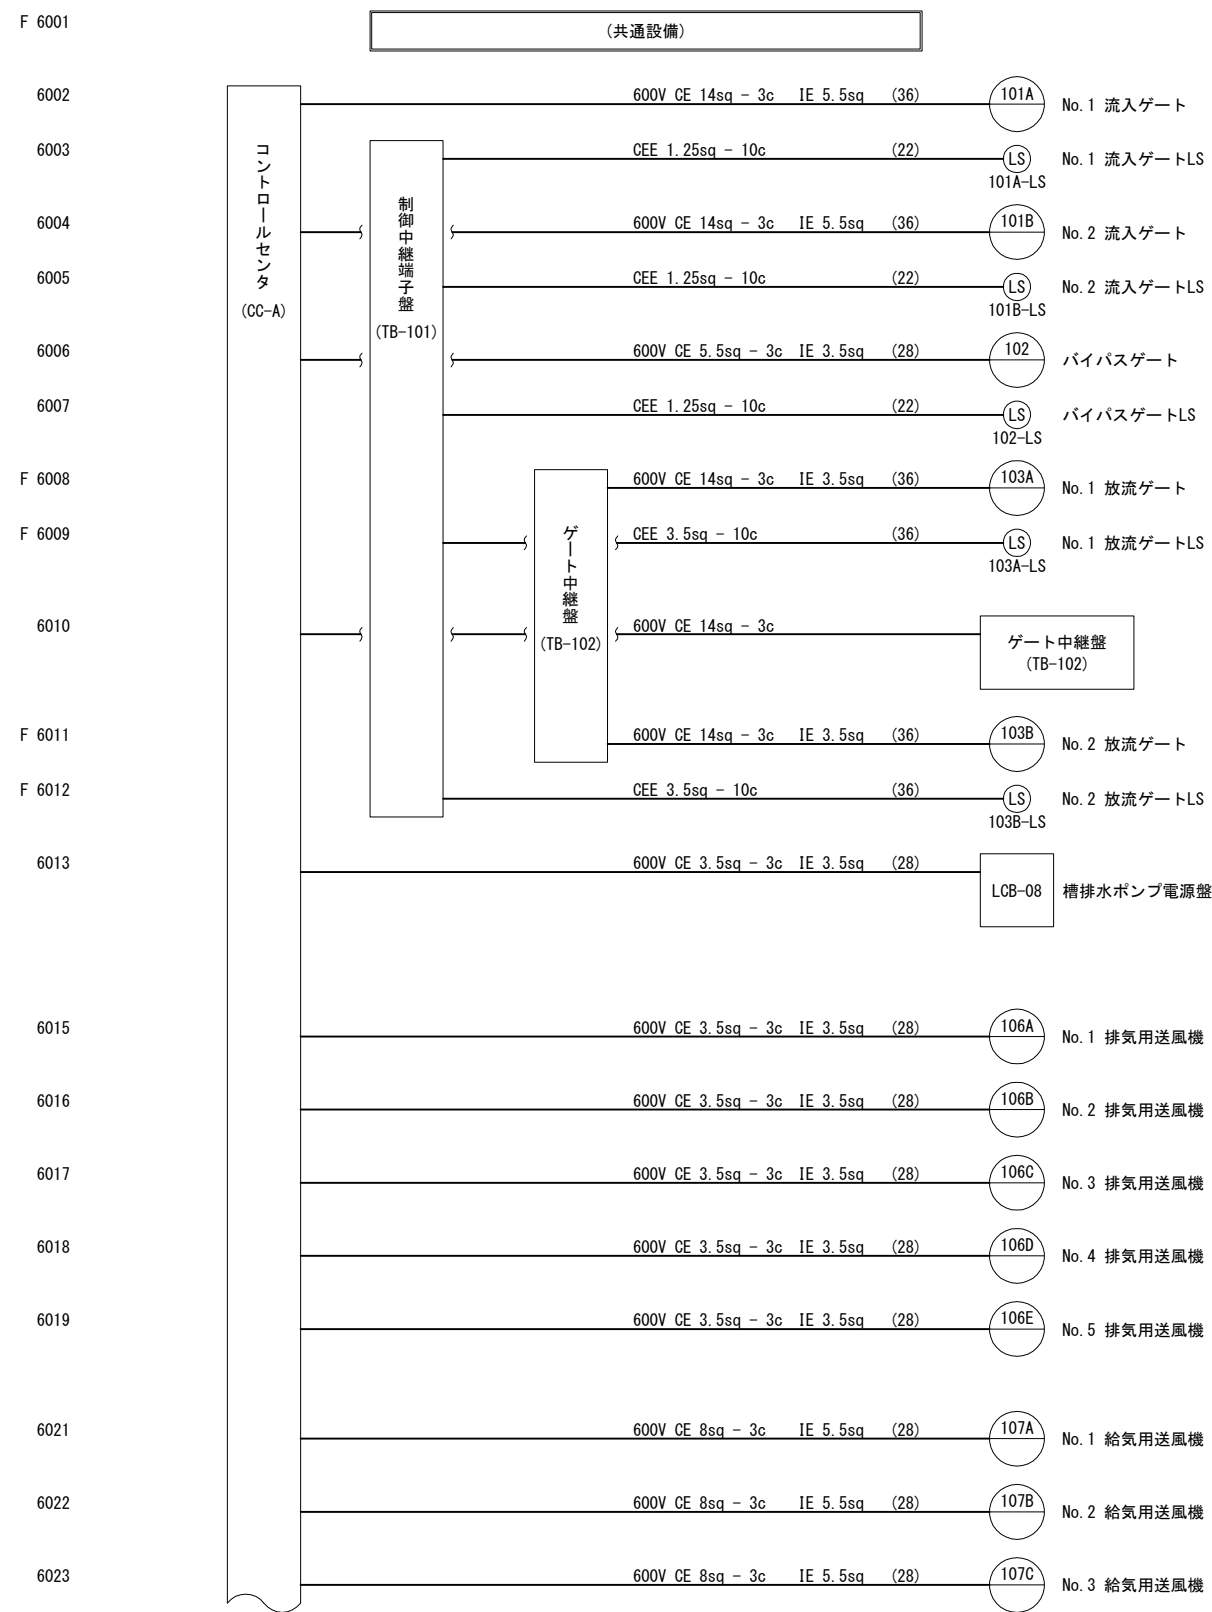 F 6001
(共通設備)
6002 600V CE 14sq - 3c IE 5.5sq (36) 101A No.1 流入ゲート
6003 CEE 1.25sq - 10c (22) LS No.1 流入ゲートLS
101A-LS
コントロールセンタ
(CC-A)
制御中継端子盤
(TB-101)
6004 600V CE 14sq - 3c IE 5.5sq (36) 101B No.2 流入ゲート
6005 CEE 1.25sq - 10c (22) LS No.2 流入ゲートLS
101B-LS
6006 600V CE 5.5sq - 3c IE 3.5sq (28) 102 バイパスゲート
6007 CEE 1.25sq - 10c (22) LS バイパスゲートLS
102-LS
F 6008 600V CE 14sq - 3c IE 3.5sq (36) 103A No.1 放流ゲート
F 6009 CEE 3.5sq - 10c (36) LS No.1 放流ゲートLS
103A-LS
ゲート中継盤
(TB-102)
6010 600V CE 14sq - 3c
ゲート中継盤
(TB-102)
F 6011 600V CE 14sq - 3c IE 3.5sq (36) 103B No.2 放流ゲート
F 6012 CEE 3.5sq - 10c (36) LS No.2 放流ゲートLS
103B-LS
6013 600V CE 3.5sq - 3c IE 3.5sq (28) LCB-08 槽排水ポンプ電源盤
6015 600V CE 3.5sq - 3c IE 3.5sq (28) 106A No.1 排気用送風機
6016 600V CE 3.5sq - 3c IE 3.5sq (28) 106B No.2 排気用送風機
6017 600V CE 3.5sq - 3c IE 3.5sq (28) 106C No.3 排気用送風機
6018 600V CE 3.5sq - 3c IE 3.5sq (28) 106D No.4 排気用送風機
6019 600V CE 3.5sq - 3c IE 3.5sq (28) 106E No.5 排気用送風機
6021 600V CE 8sq - 3c IE 5.5sq (28) 107A No.1 給気用送風機
6022 600V CE 8sq - 3c IE 5.5sq (28) 107B No.2 給気用送風機
6023 600V CE 8sq - 3c IE 5.5sq (28) 107C No.3 給気用送風機